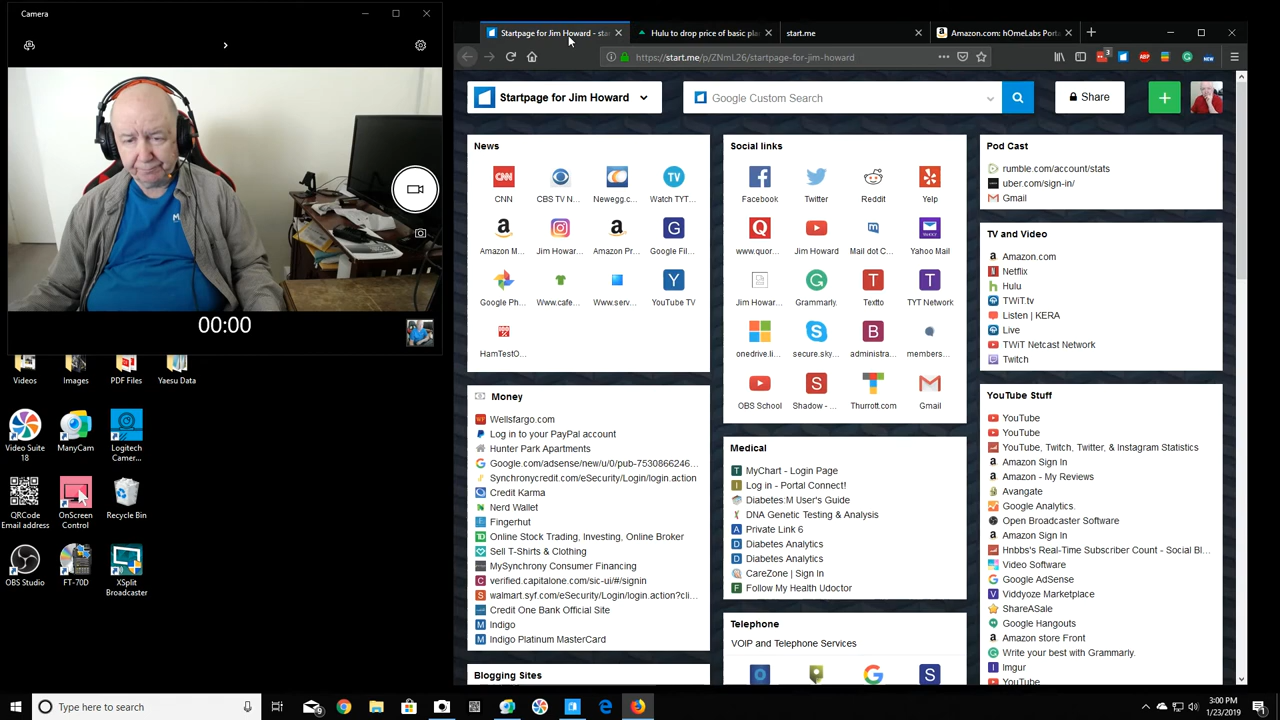 Camera
00:00
Videos
Images
PDF Files
Yaesu Data
Video Suite 18
ManyCam
Logitech Camer...
QRCode Email address
OnScreen Control
Recycle Bin
OBS Studio
FT-70D
XSplit Broadcaster
Startpage for Jim Howard - sta
Hulu to drop price of basic pla
start.me
Amazon.com: hOmeLabs Porta
https://start.me/p/ZNmL26/startpage-for-jim-howard
3
ABP
NEW
Startpage for Jim Howard
Google Custom Search
Share
News
CNN
CBS TV N...
Newegg.c...
Watch TYT...
Amazon M...
Jim Howar...
Amazon Pr...
Google Fil...
Google Ph...
Www.cafe...
Www.serv...
YouTube TV
HamTestO...
Money
Wellsfargo.com
Log in to your PayPal account
Hunter Park Apartments
Google.com/adsense/new/u/0/pub-7530866246...
Synchronycredit.com/eSecurity/Login/login.action
Credit Karma
Nerd Wallet
Fingerhut
Online Stock Trading, Investing, Online Broker
Sell T-Shirts & Clothing
MySynchrony Consumer Financing
verified.capitalone.com/sic-ui/#/signin
walmart.syf.com/eSecurity/Login/login.action?cli...
Credit One Bank Official Site
Indigo
Indigo Platinum MasterCard
Blogging Sites
Social links
Facebook
Twitter
Reddit
Yelp
www.quor...
Jim Howard
Mail dot C...
Yahoo Mail
Jim Howar...
Grammarly.
Textto
TYT Network
onedrive.li...
secure.sky...
administra...
members...
OBS School
Shadow - ...
Thurrott.com
Gmail
Medical
MyChart - Login Page
Log in - Portal Connect!
Diabetes:M User's Guide
DNA Genetic Testing & Analysis
Private Link 6
Diabetes Analytics
Diabetes Analytics
CareZone | Sign In
Follow My Health Udoctor
Telephone
VOIP and Telephone Services
Pod Cast
rumble.com/account/stats
uber.com/sign-in/
Gmail
TV and Video
Amazon.com
Netflix
Hulu
TWiT.tv
Listen | KERA
Live
TWiT Netcast Network
Twitch
YouTube Stuff
YouTube
YouTube
YouTube, Twitch, Twitter, & Instagram Statistics
Amazon Sign In
Amazon - My Reviews
Avangate
Google Analytics.
Open Broadcaster Software
Amazon Sign In
Hnbbs's Real-Time Subscriber Count - Social Bl...
Video Software
Google AdSense
Viddyoze Marketplace
ShareASale
Google Hangouts
Amazon store Front
Write your best with Grammarly.
Imgur
YouTube
Type here to search
3:00 PM
1/23/2019